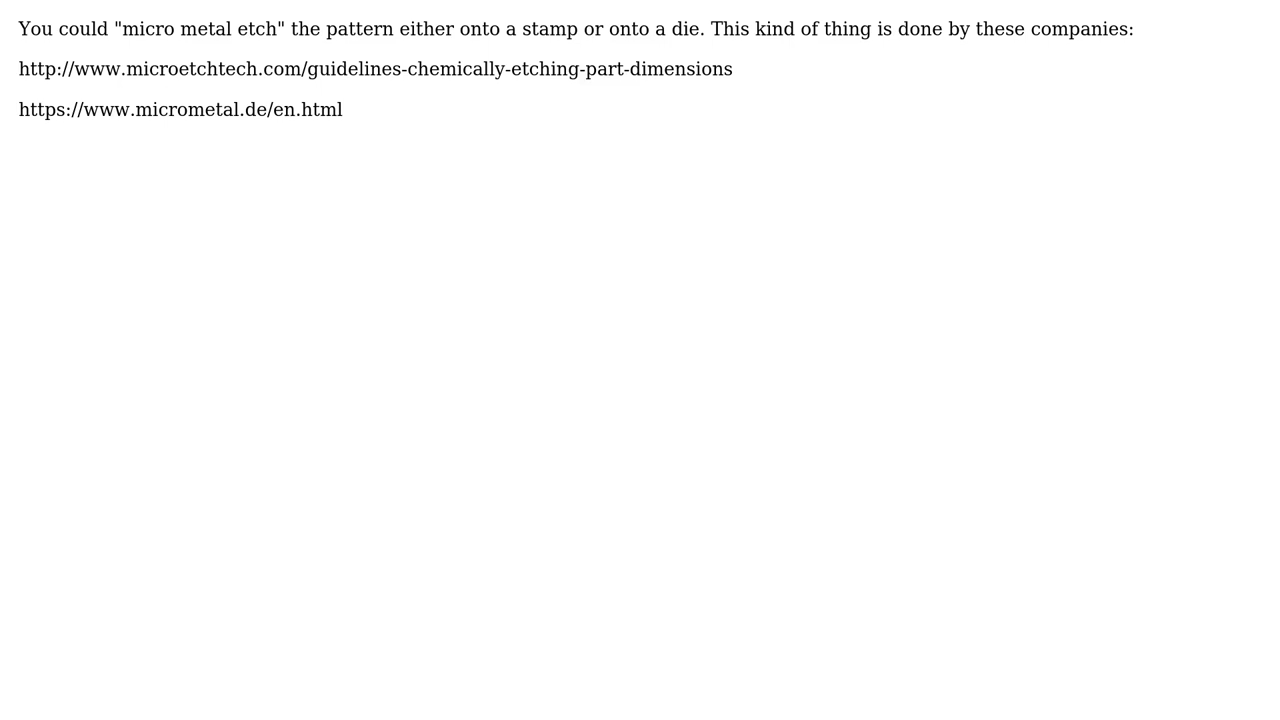 You could "micro metal etch" the pattern either onto a stamp or onto a die. This kind of thing is done by these companies:
http://www.microetchtech.com/guidelines-chemically-etching-part-dimensions
https://www.micrometal.de/en.html